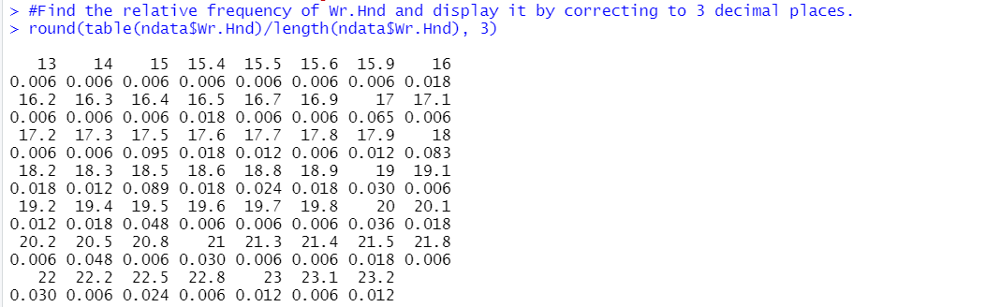 > #Find the relative frequency of Wr.Hnd and display it by correcting to 3 decimal places.
> round(table(ndata$Wr.Hnd)/length(ndata$Wr.Hnd), 3)
13 14 15 15.4 15.5 15.6 15.9 16
0.006 0.006 0.006 0.006 0.006 0.006 0.006 0.018
16.2 16.3 16.4 16.5 16.7 16.9 17 17.1
0.006 0.006 0.006 0.018 0.006 0.006 0.065 0.006
17.2 17.3 17.5 17.6 17.7 17.8 17.9 18
0.006 0.006 0.095 0.018 0.012 0.006 0.012 0.083
18.2 18.3 18.5 18.6 18.8 18.9 19 19.1
0.018 0.012 0.089 0.018 0.024 0.018 0.030 0.006
19.2 19.4 19.5 19.6 19.7 19.8 20 20.1
0.012 0.018 0.048 0.006 0.006 0.006 0.036 0.018
20.2 20.5 20.8 21 21.3 21.4 21.5 21.8
0.006 0.048 0.006 0.030 0.006 0.006 0.018 0.006
22 22.2 22.5 22.8 23 23.1 23.2
0.030 0.006 0.024 0.006 0.012 0.006 0.012